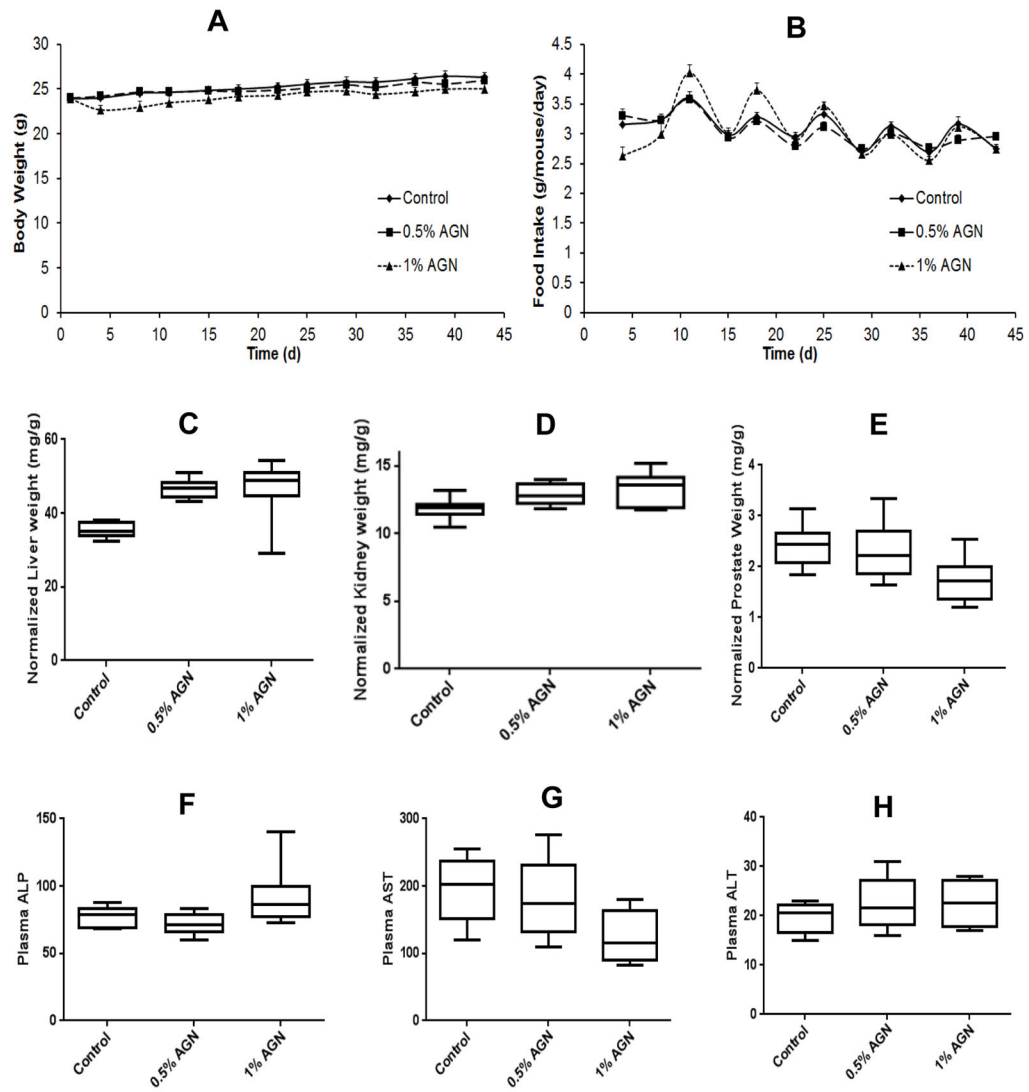 A
Body Weight (g)
30
25
20
15
10
5
0
0 5 10 15 20 25 30 35 40 45
Time (d)
Control
0.5% AGN
1% AGN
B
Food Intake (g/mouse/day)
4.5
4
3.5
3
2.5
2
1.5
1
0.5
0
0 5 10 15 20 25 30 35 40 45
Time (d)
Control
0.5% AGN
1% AGN
C
Normalized Liver weight (mg/g)
60
40
20
0
Control
0.5% AGN
1% AGN
D
Normalized Kidney weight (mg/g)
15
10
5
0
Control
0.5% AGN
1% AGN
E
Normalized Prostate Weight (mg/g)
4
3
2
1
0
Control
0.5% AGN
1% AGN
F
Plasma ALP
150
100
50
0
Control
0.5% AGN
1% AGN
G
Plasma AST
300
200
100
0
Control
0.5% AGN
1% AGN
H
Plasma ALT
40
30
20
10
0
Control
0.5% AGN
1% AGN